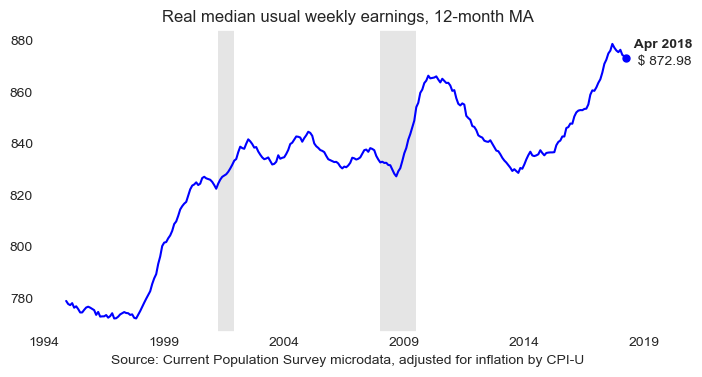 Real median usual weekly earnings, 12-month MA
880
Apr 2018
$ 872.98
860
840
820
800
780
1994 1999 2004 2009 2014 2019
Source: Current Population Survey microdata, adjusted for inflation by CPI-U